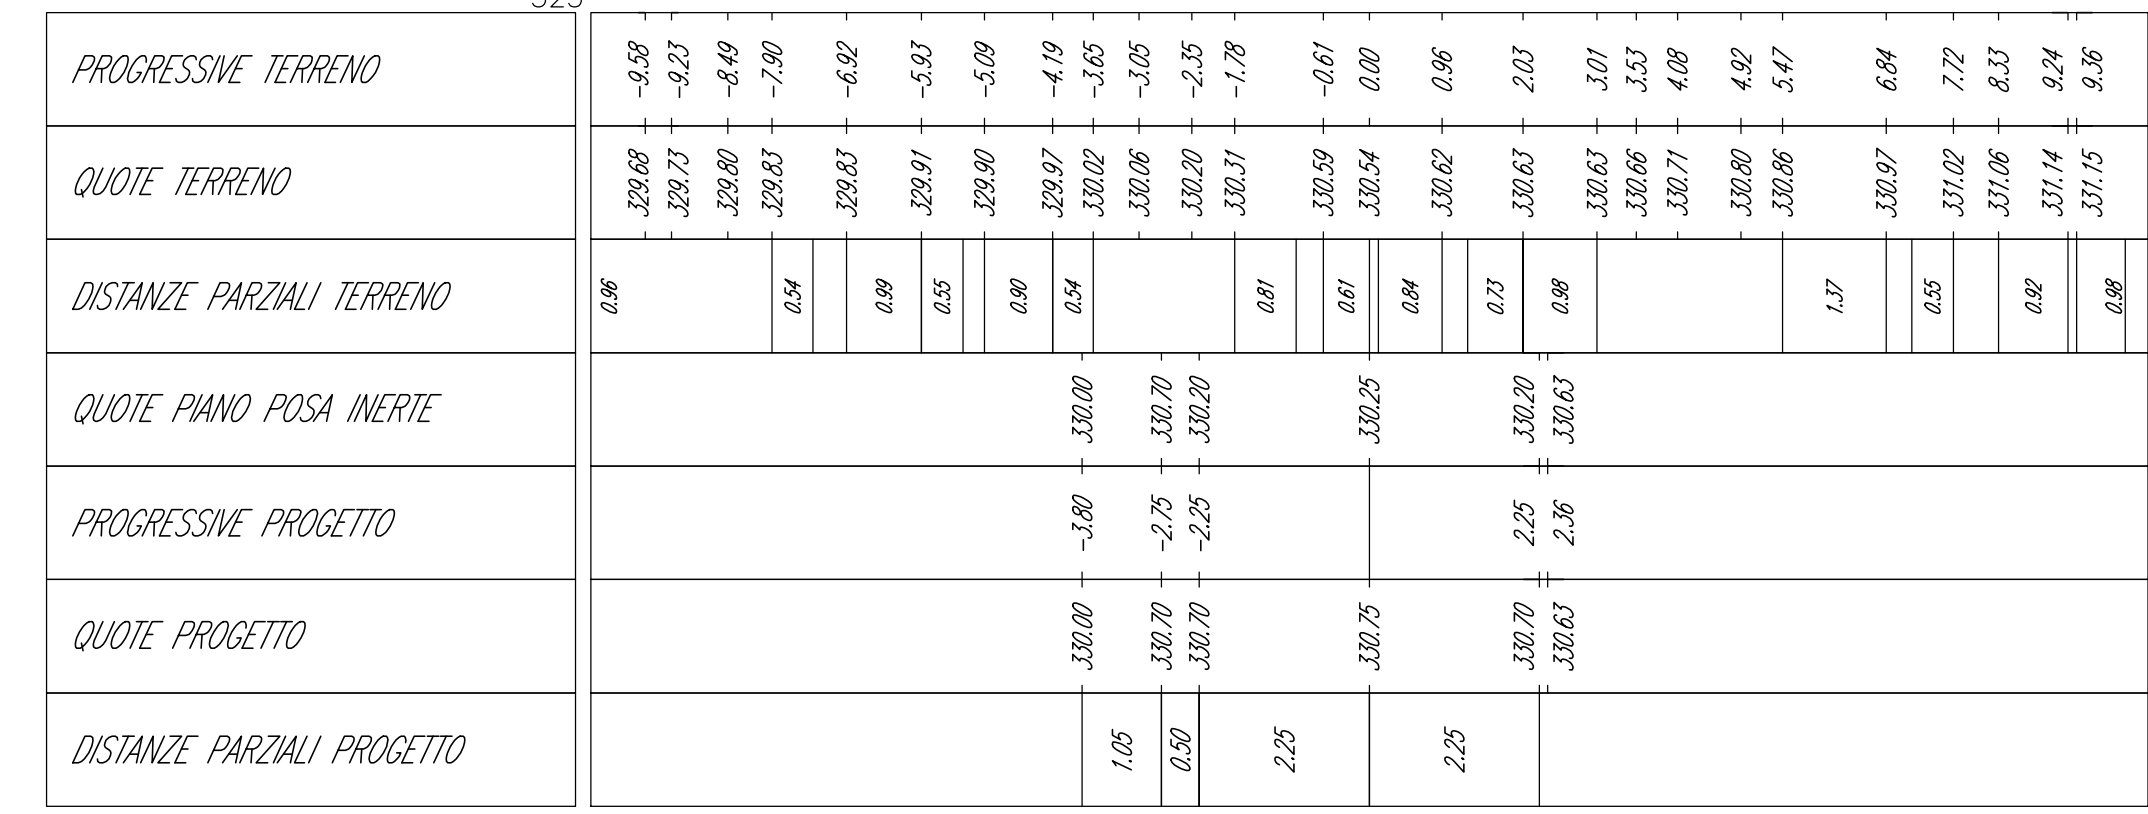 PROGRESSIVE TERRENO -9.58 -9.23 -8.49 -7.90 -6.92 -5.93 -5.09 -4.19 -3.65 -3.05 -2.35 -1.78 -0.61 0.00 0.96 2.03 3.01 3.53 4.08 4.92 5.47 6.84 7.72 8.33 9.24 9.36
QUOTE TERRENO 329.68 329.73 329.80 329.83 329.83 329.91 329.90 329.97 330.02 330.06 330.20 330.31 330.59 330.54 330.62 330.63 330.63 330.66 330.71 330.80 330.86 330.97 331.02 331.06 331.14 331.15
DISTANZE PARZIALI TERRENO 0.96 0.54 0.99 0.55 0.90 0.54 0.81 0.61 0.84 0.73 0.98 1.37 0.55 0.92 0.98
QUOTE PIANO POSA INERTE 330.00 330.70 330.20 330.25 330.20 330.63
PROGRESSIVE PROGETTO -3.80 -2.75 -2.25 2.25 2.36
QUOTE PROGETTO 330.00 330.70 330.70 330.75 330.70 330.63
DISTANZE PARZIALI PROGETTO 1.05 0.50 2.25 2.25